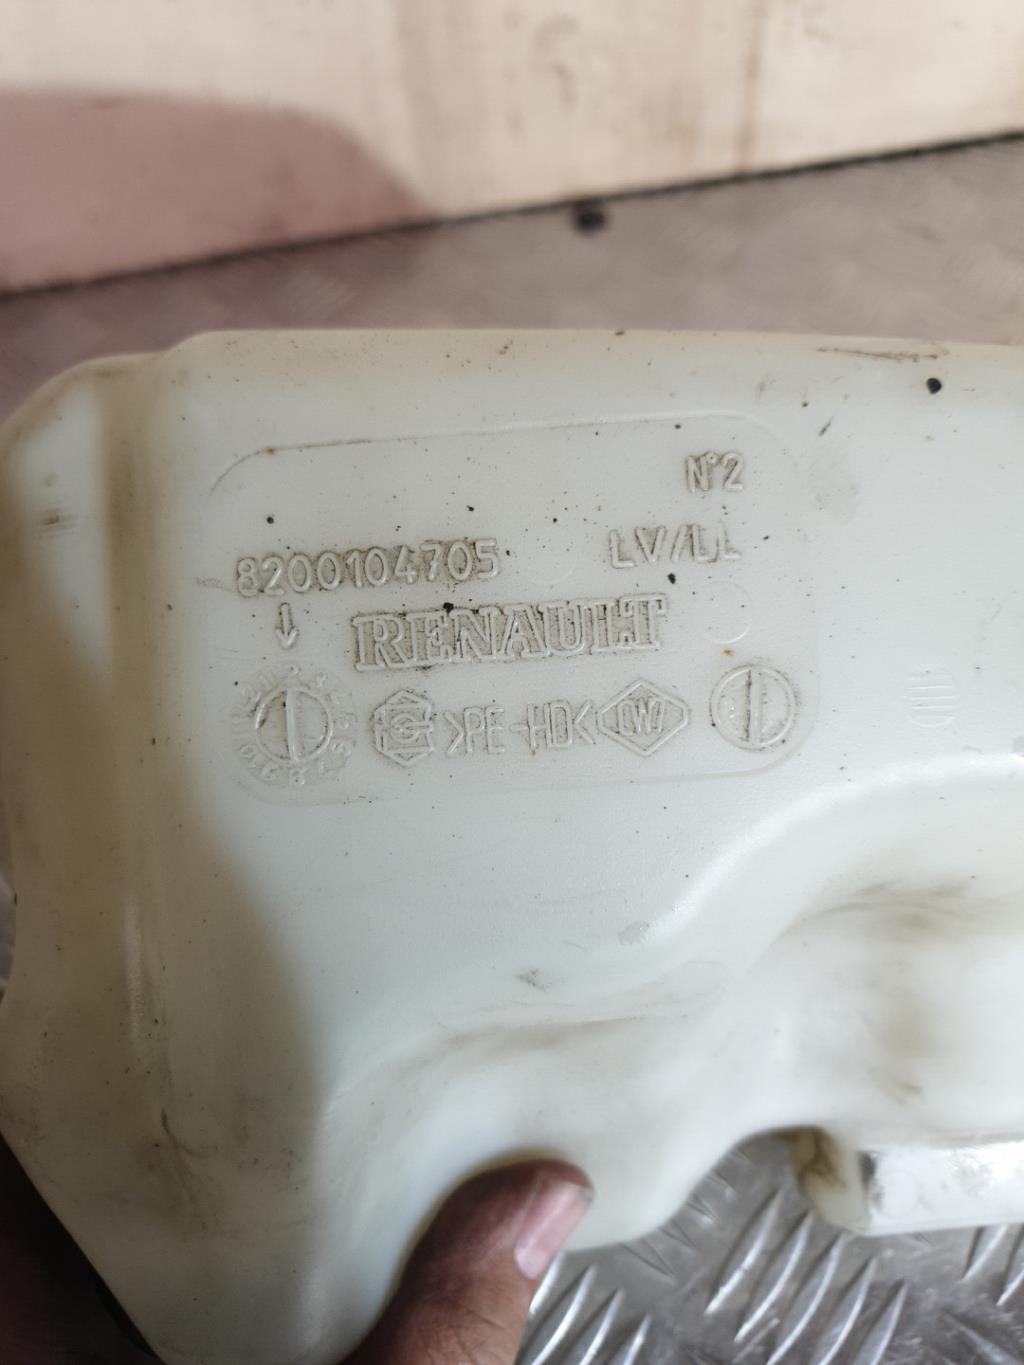 N°2
8200104705 LV/LL
RENAULT
>PE-HD<